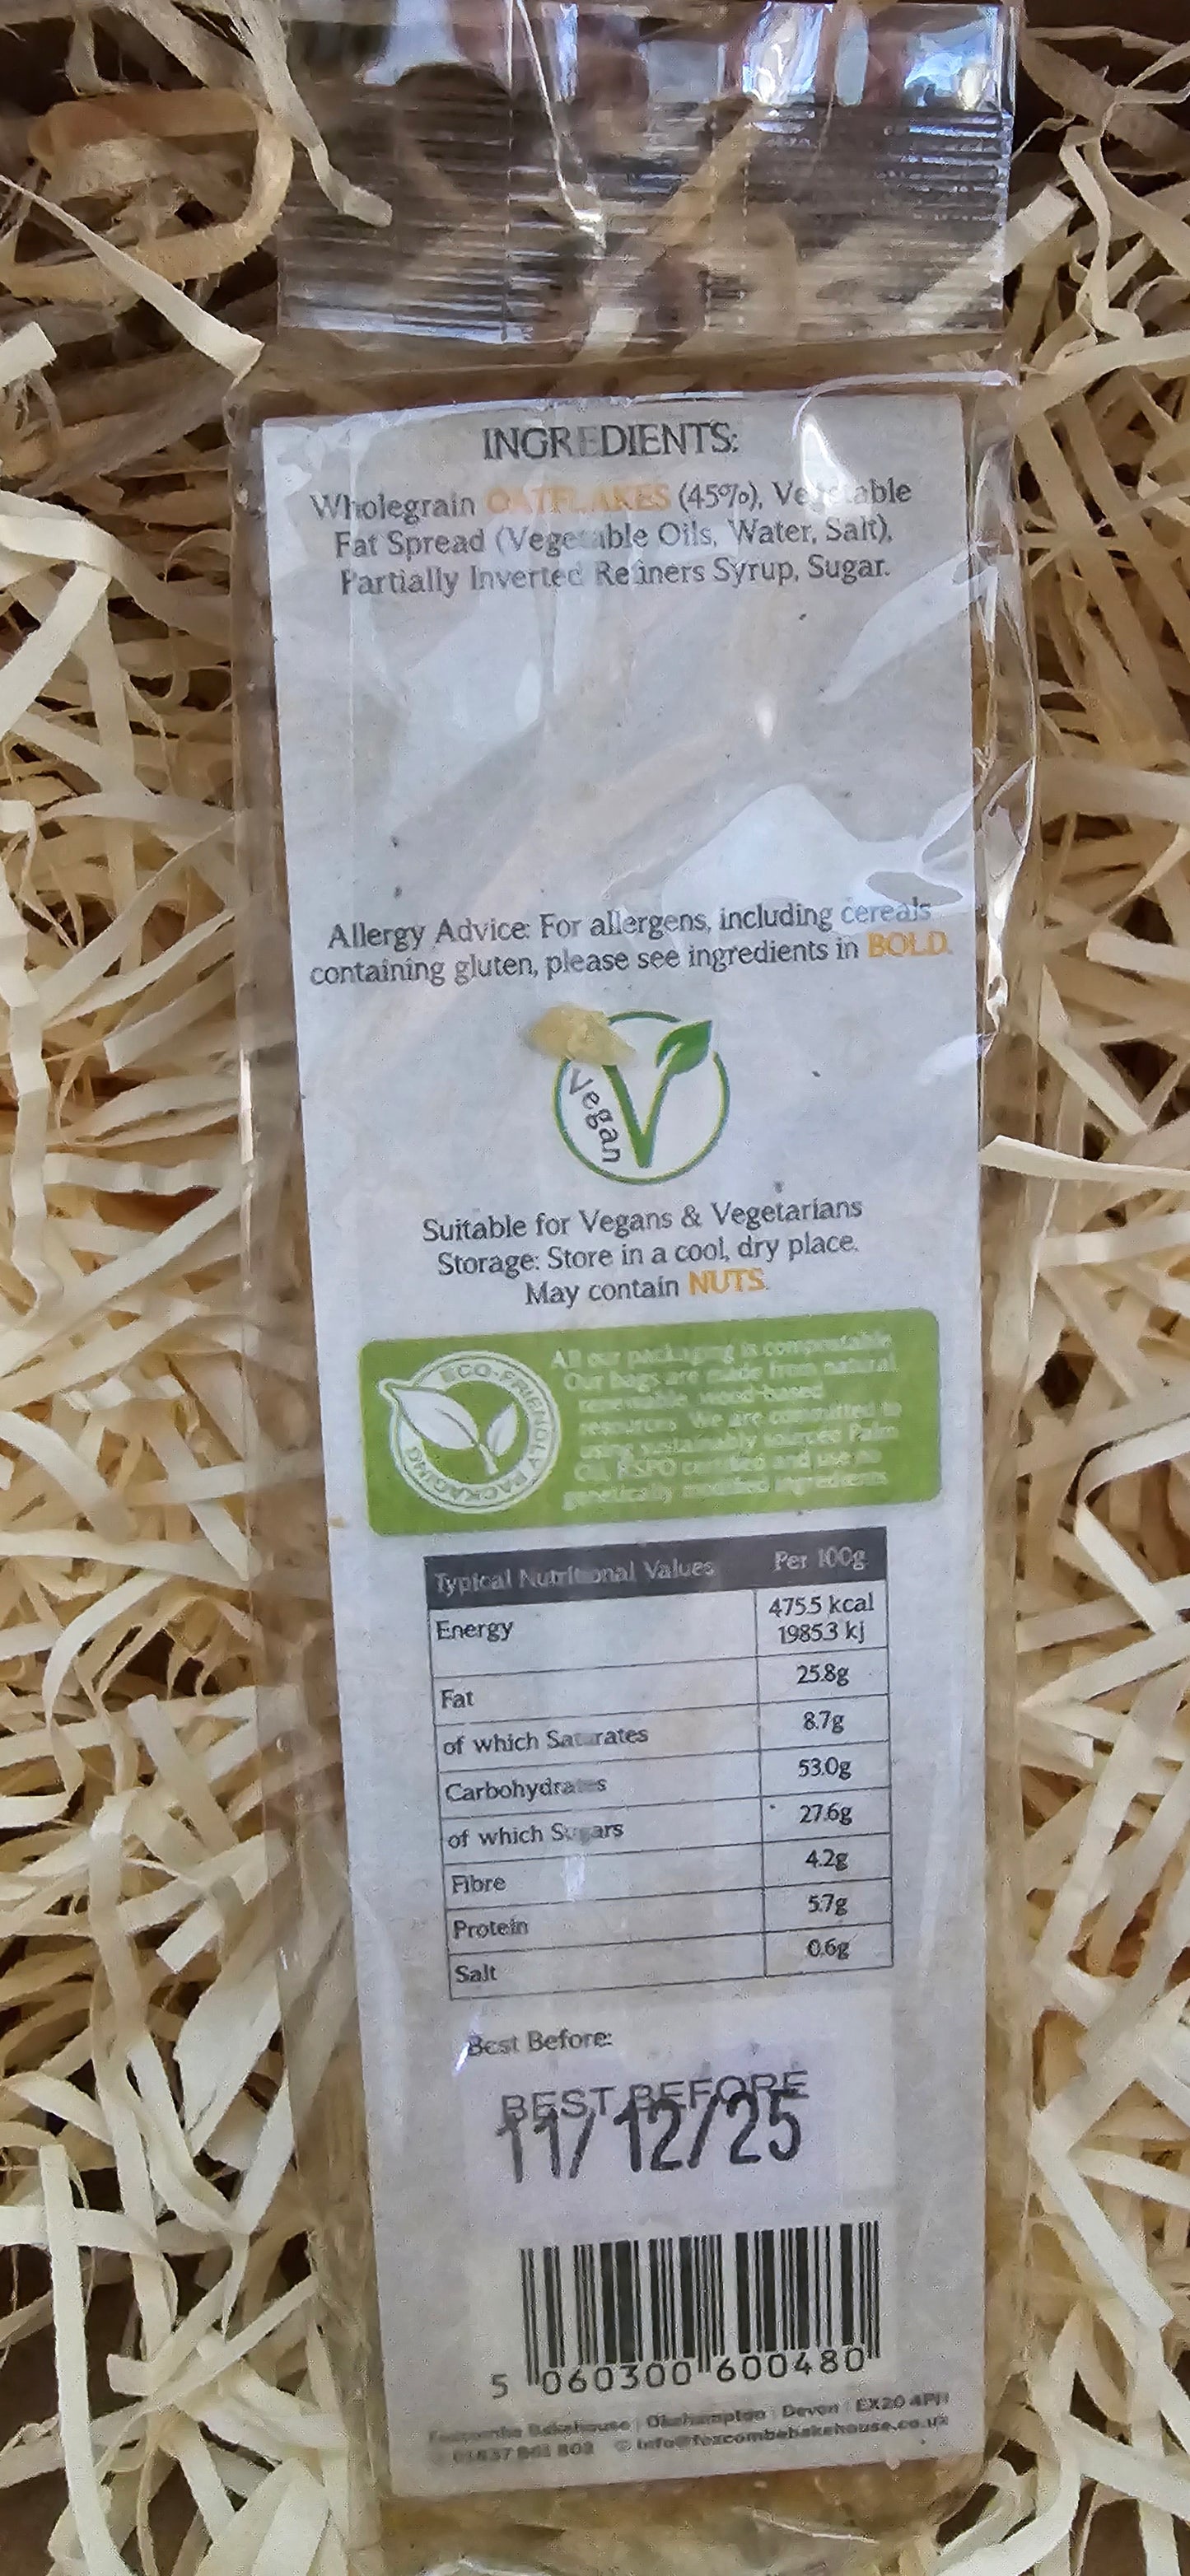 INGREDIENTS:
Wholegrain OATFLAKES (45%), Vegetable
Fat Spread (Vegetable Oils, Water, Salt),
Partially Inverted Refiners Syrup, Sugar.
Allergy Advice: For allergens, including cereals
containing gluten, please see ingredients in BOLD.
Vegan
V
Suitable for Vegans & Vegetarians
Storage: Store in a cool, dry place.
May contain NUTS.
ECO-FRIENDLY PACKAGING
All our packaging is compostable
Our bags are made from natural
renewable, wood-based
resources. We are committed to
using sustainably sources Palm
Oil, RSPO certified and use no
genetically modified ingredients
Typical Nutritional Values Per 100g
Energy 475.5 kcal
1985.3 kj
Fat 25.8g
of which Saturates 8.7g
Carbohydrates 53.0g
of which Sugars 27.6g
Fibre 4.2g
Protein 5.7g
Salt 0.6g
Best Before:
BEST BEFORE
11/12/25
5 060300 600480
Foxcombe Bakehouse | Okehampton | Devon | EX20 4PH
01837 861 803 info@foxcombebakehouse.co.uk